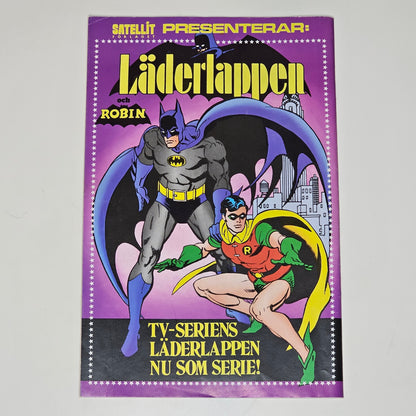 SATELLIT PRESENTERAR:
FÖRLAGET
Läderlappen
och
ROBIN
R
TV-SERIENS
LÄDERLAPPEN
NU SOM SERIE!